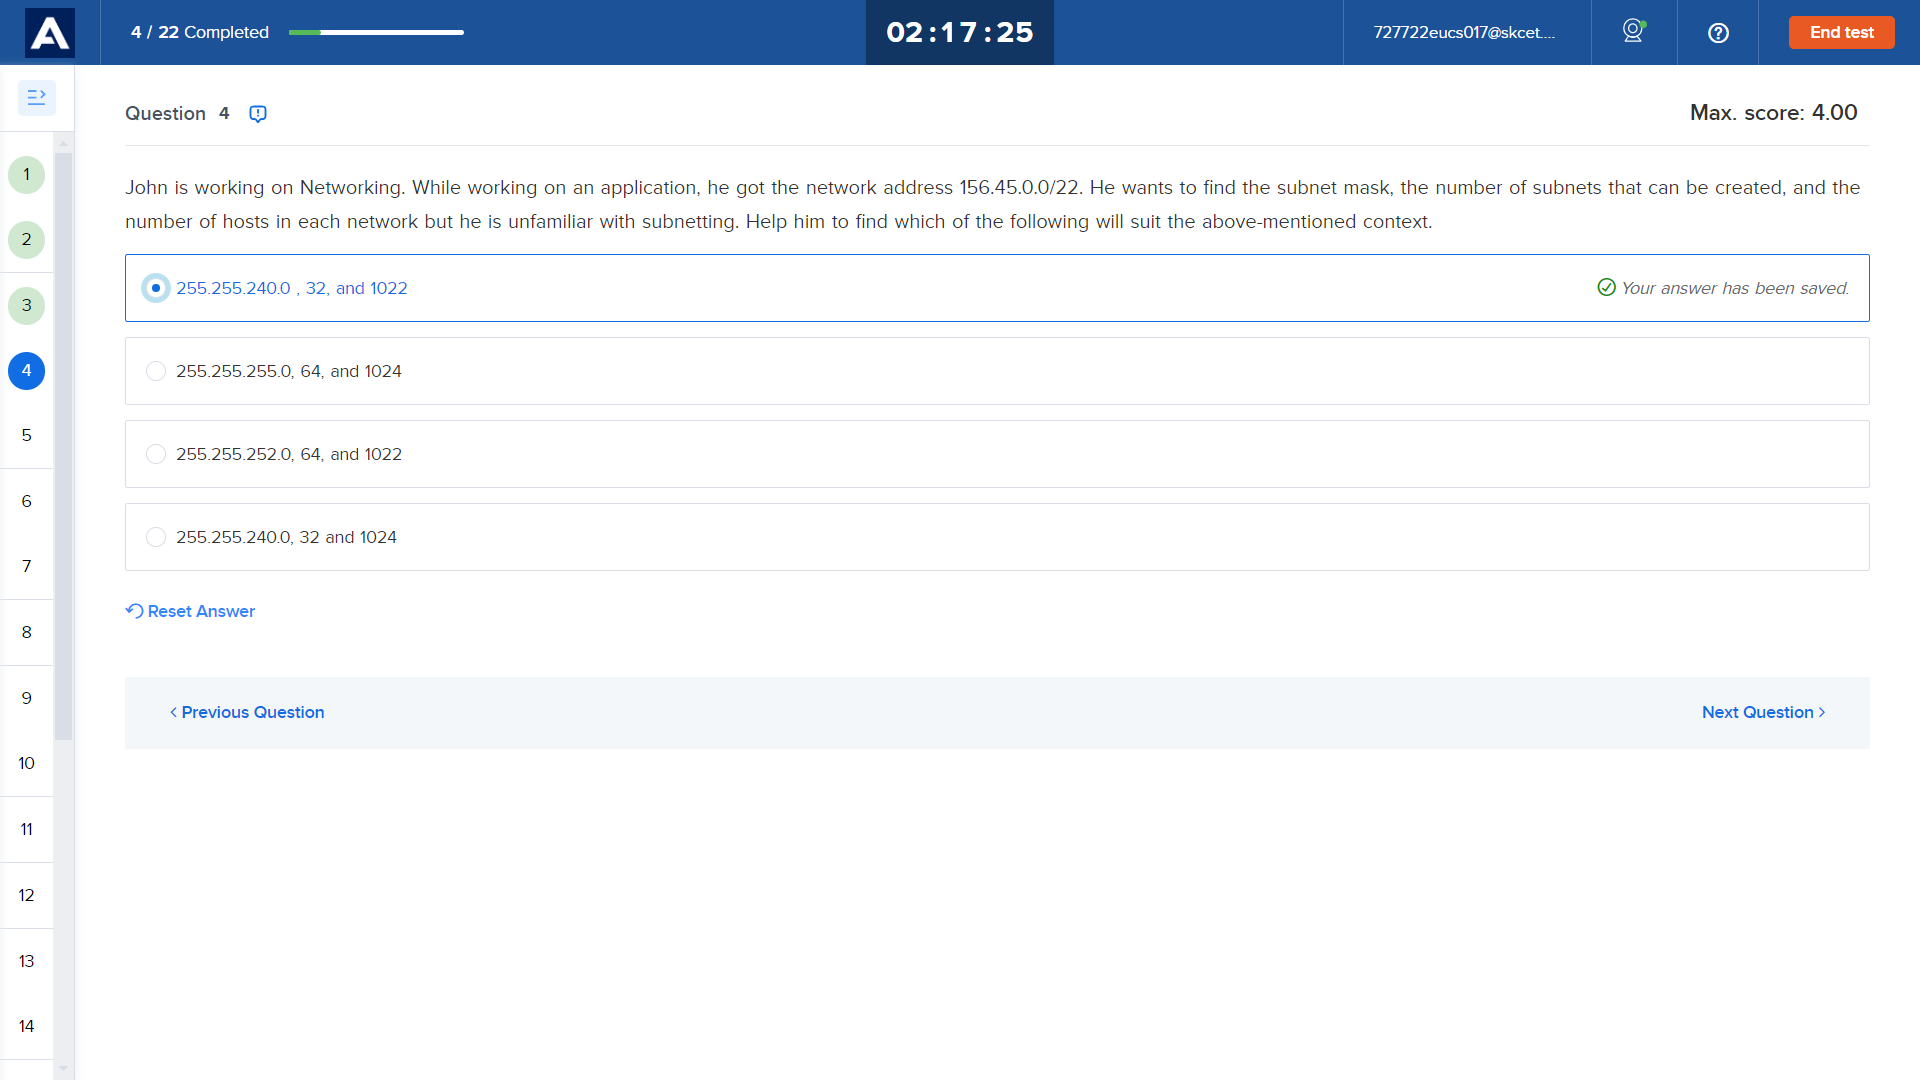 4 / 22 Completed
02:17:25
727722eucs017@skcet....
End test
Question 4
Max. score: 4.00
John is working on Networking. While working on an application, he got the network address 156.45.0.0/22. He wants to find the subnet mask, the number of subnets that can be created, and the
number of hosts in each network but he is unfamiliar with subnetting. Help him to find which of the following will suit the above-mentioned context.
255.255.240.0 , 32, and 1022
Your answer has been saved.
255.255.255.0, 64, and 1024
255.255.252.0, 64, and 1022
255.255.240.0, 32 and 1024
Reset Answer
< Previous Question
Next Question >
1
2
3
4
5
6
7
8
9
10
11
12
13
14